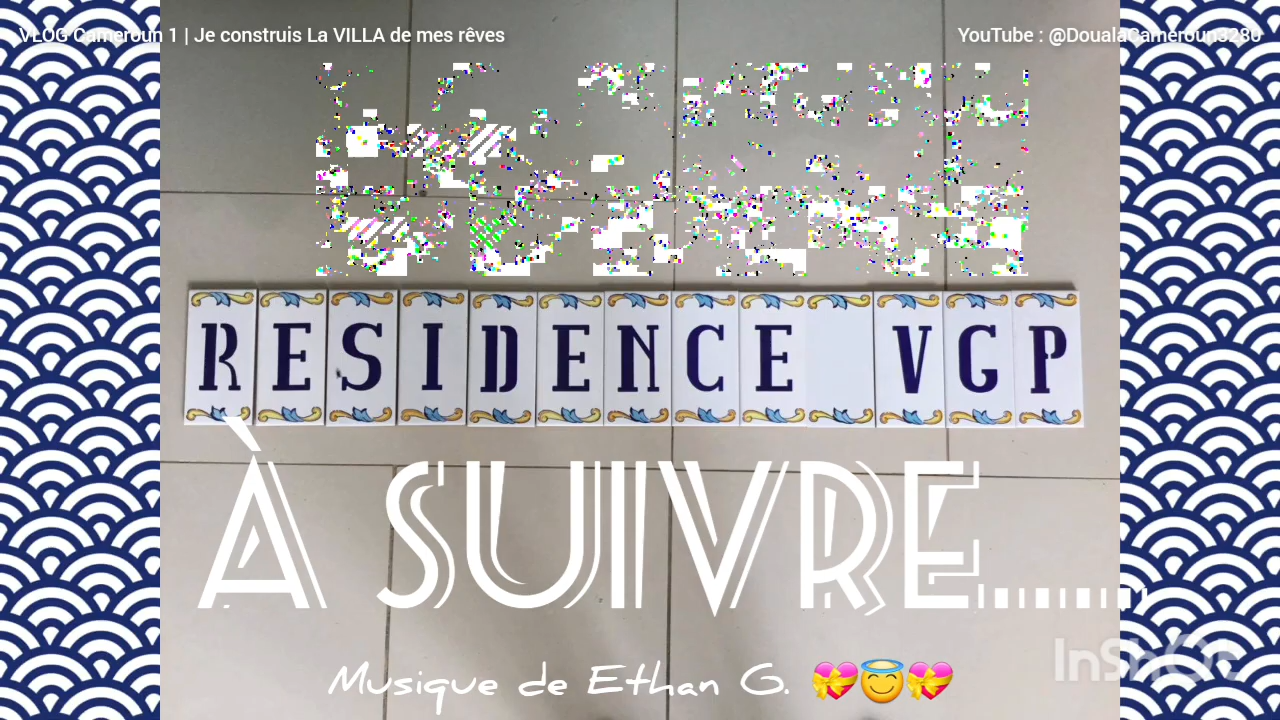 VLOG Cameroun 1 | Je construis La VILLA de mes rêves
YouTube : @DoualaCameroun3280
RESIDENCE VGP
À SUIVRE.........
Musique de Ethan G. 💝😇💝
InShOt